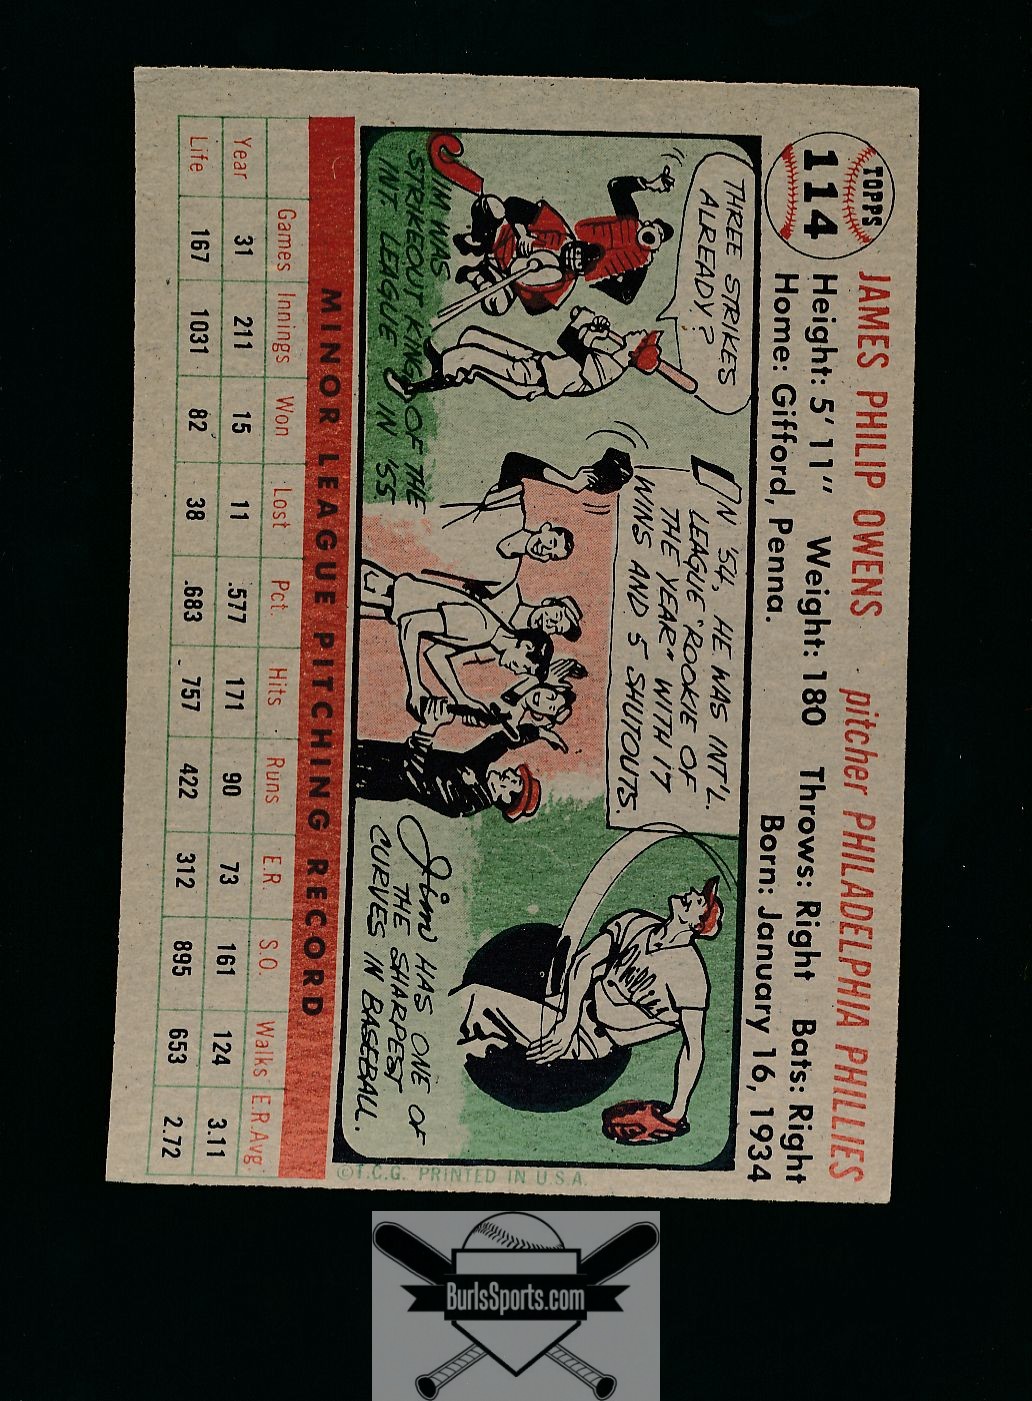 TOPPS
114
JAMES PHILIP OWENS pitcher PHILADELPHIA PHILLIES
Height: 5' 11" Weight: 180 Throws: Right Bats: Right
Home: Gifford, Penna. Born: January 16, 1934
THREE STRIKES
ALREADY?
JIM WAS
STRIKEOUT KING OF THE
INT. LEAGUE IN '55
IN '54, HE WAS INT'L.
LEAGUE "ROOKIE OF
THE YEAR" WITH 17
WINS AND 5 SHUTOUTS.
Jim HAS ONE OF
THE SHARPEST
CURVES IN BASEBALL.
©T.C.G. PRINTED IN U.S.A.
MINOR LEAGUE PITCHING RECORD
Games Innings Won Lost Pct. Hits Runs E.R. S.O. Walks E.R.Avg.
Year 31 211 15 11 .577 171 90 73 161 124 3.11
Life 167 1031 82 38 .683 757 422 312 895 653 2.72
BurlsSports.com